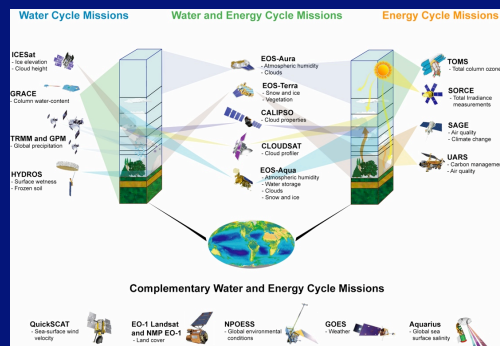 Water Cycle Missions
Water and Energy Cycle Missions
Energy Cycle Missions
ICESat
- Ice elevation
- Cloud height
GRACE
- Column water-content
TRMM and GPM
- Global precipitation
HYDROS
- Surface wetness
- Frozen soil
EOS-Aura
- Atmospheric humidity
- Clouds
EOS-Terra
- Snow and ice
- Vegetation
CALIPSO
- Cloud properties
CLOUDSAT
- Cloud profiler
EOS-Aqua
- Atmospheric humidity
- Water storage
- Clouds
- Snow and ice
TOMS
- Total column ozone
SORCE
- Total Irradiance
measurements
SAGE
- Air quality
- Climate change
UARS
- Carbon management
- Air quality
Complementary Water and Energy Cycle Missions
QuickSCAT
- Sea-surface wind
velocity
EO-1 Landsat
and NMP EO-1
- Land cover
NPOESS
- Global environmental
conditions
GOES
- Weather
Aquarius
- Global sea
surface salinity